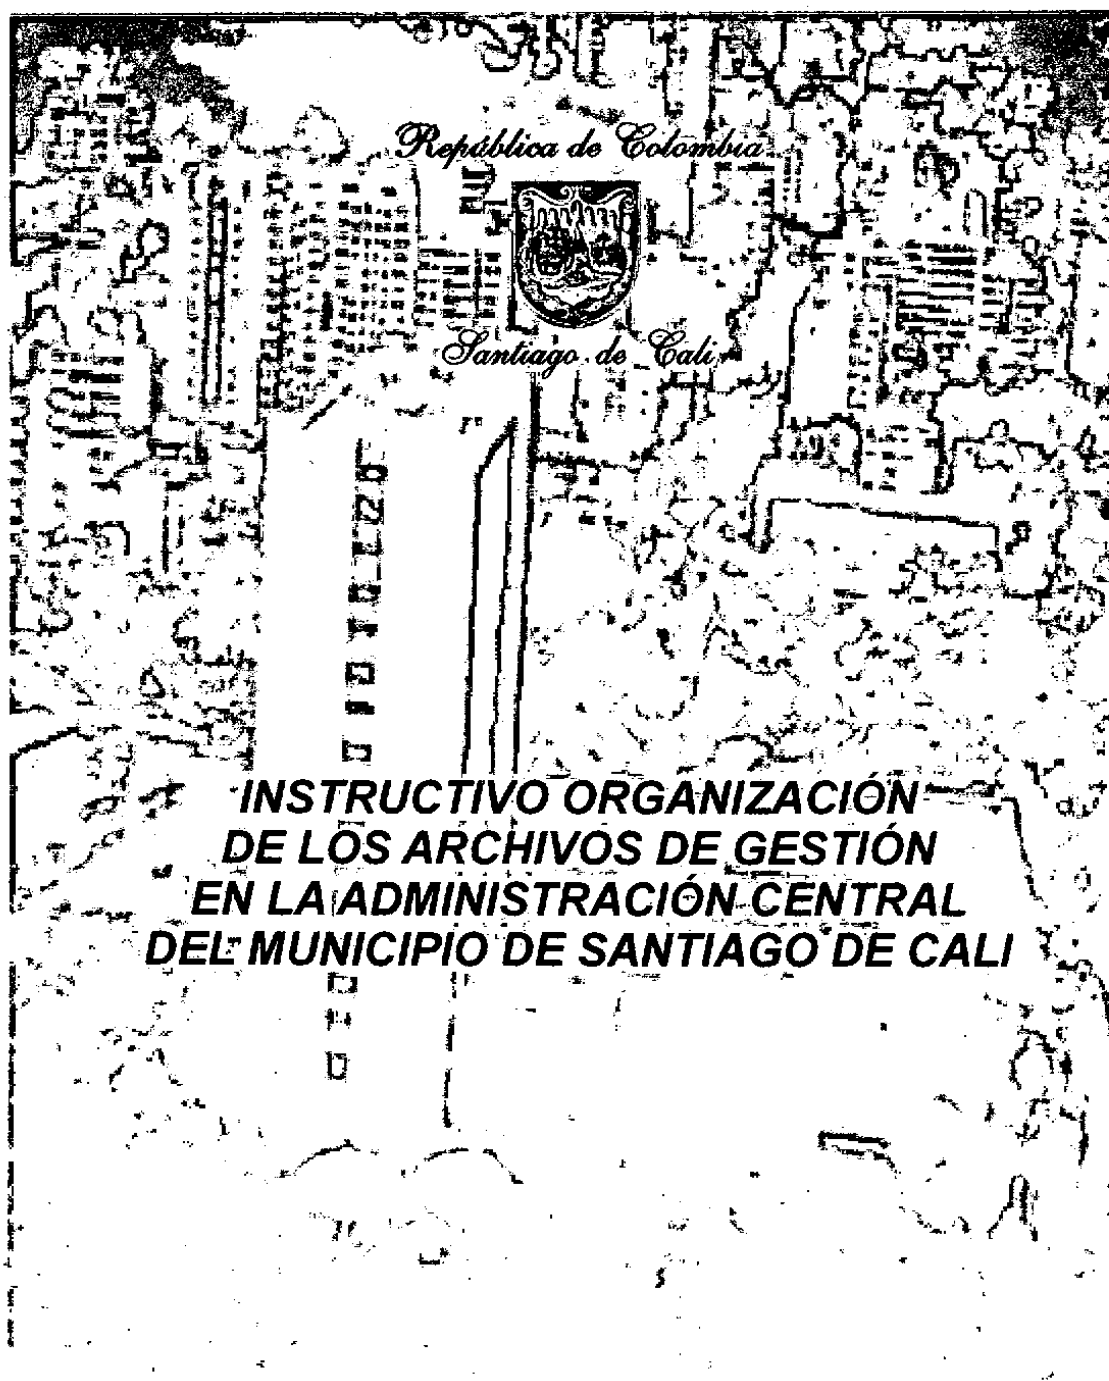 República de Colombia
Santiago de Cali
INSTRUCTIVO ORGANIZACIÓN
DE LOS ARCHIVOS DE GESTIÓN
EN LA ADMINISTRACIÓN CENTRAL
DEL MUNICIPIO DE SANTIAGO DE CALI